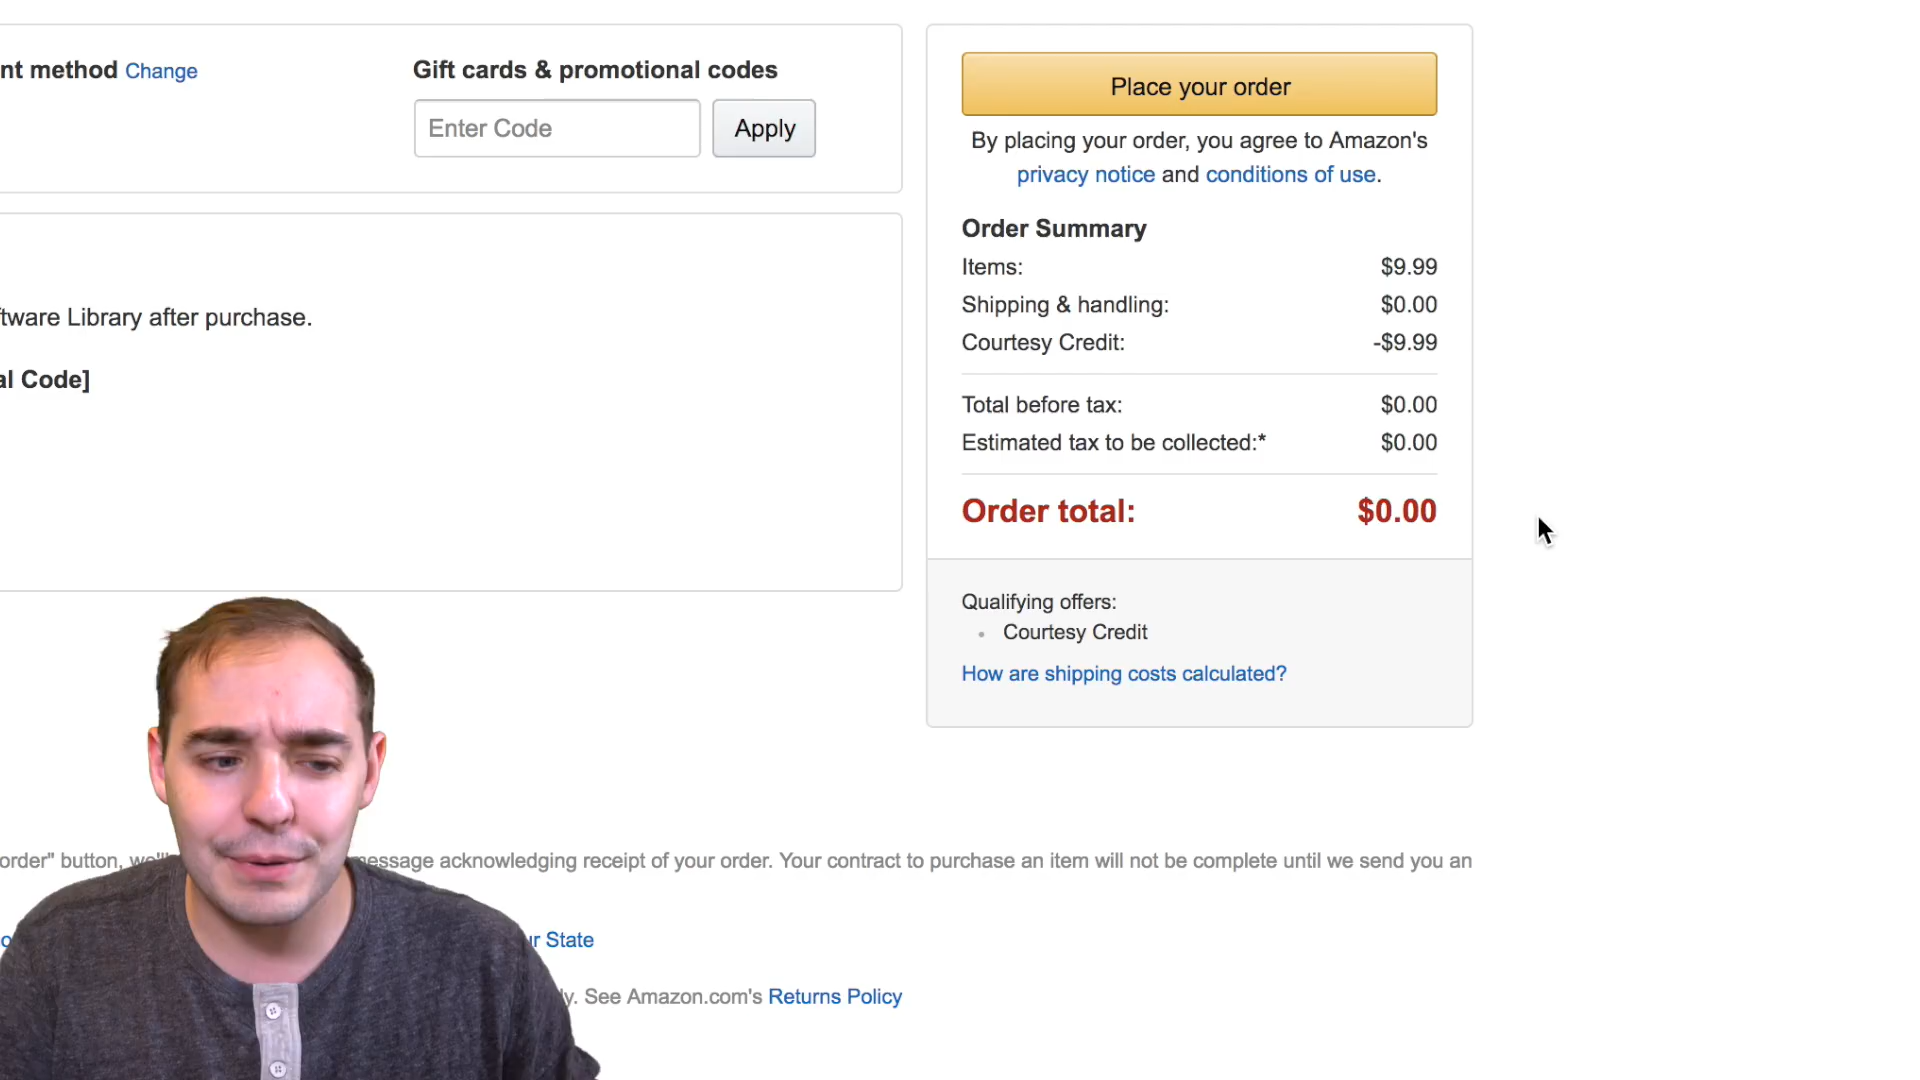 nt method Change
Gift cards & promotional codes
Enter Code
Apply
tware Library after purchase.
al Code]
Place your order
By placing your order, you agree to Amazon's
privacy notice and conditions of use.
Order Summary
Items: $9.99
Shipping & handling: $0.00
Courtesy Credit: -$9.99
Total before tax: $0.00
Estimated tax to be collected:* $0.00
Order total: $0.00
Qualifying offers:
• Courtesy Credit
How are shipping costs calculated?
order" button, we'll message acknowledging receipt of your order. Your contract to purchase an item will not be complete until we send you an
r State
y. See Amazon.com's Returns Policy